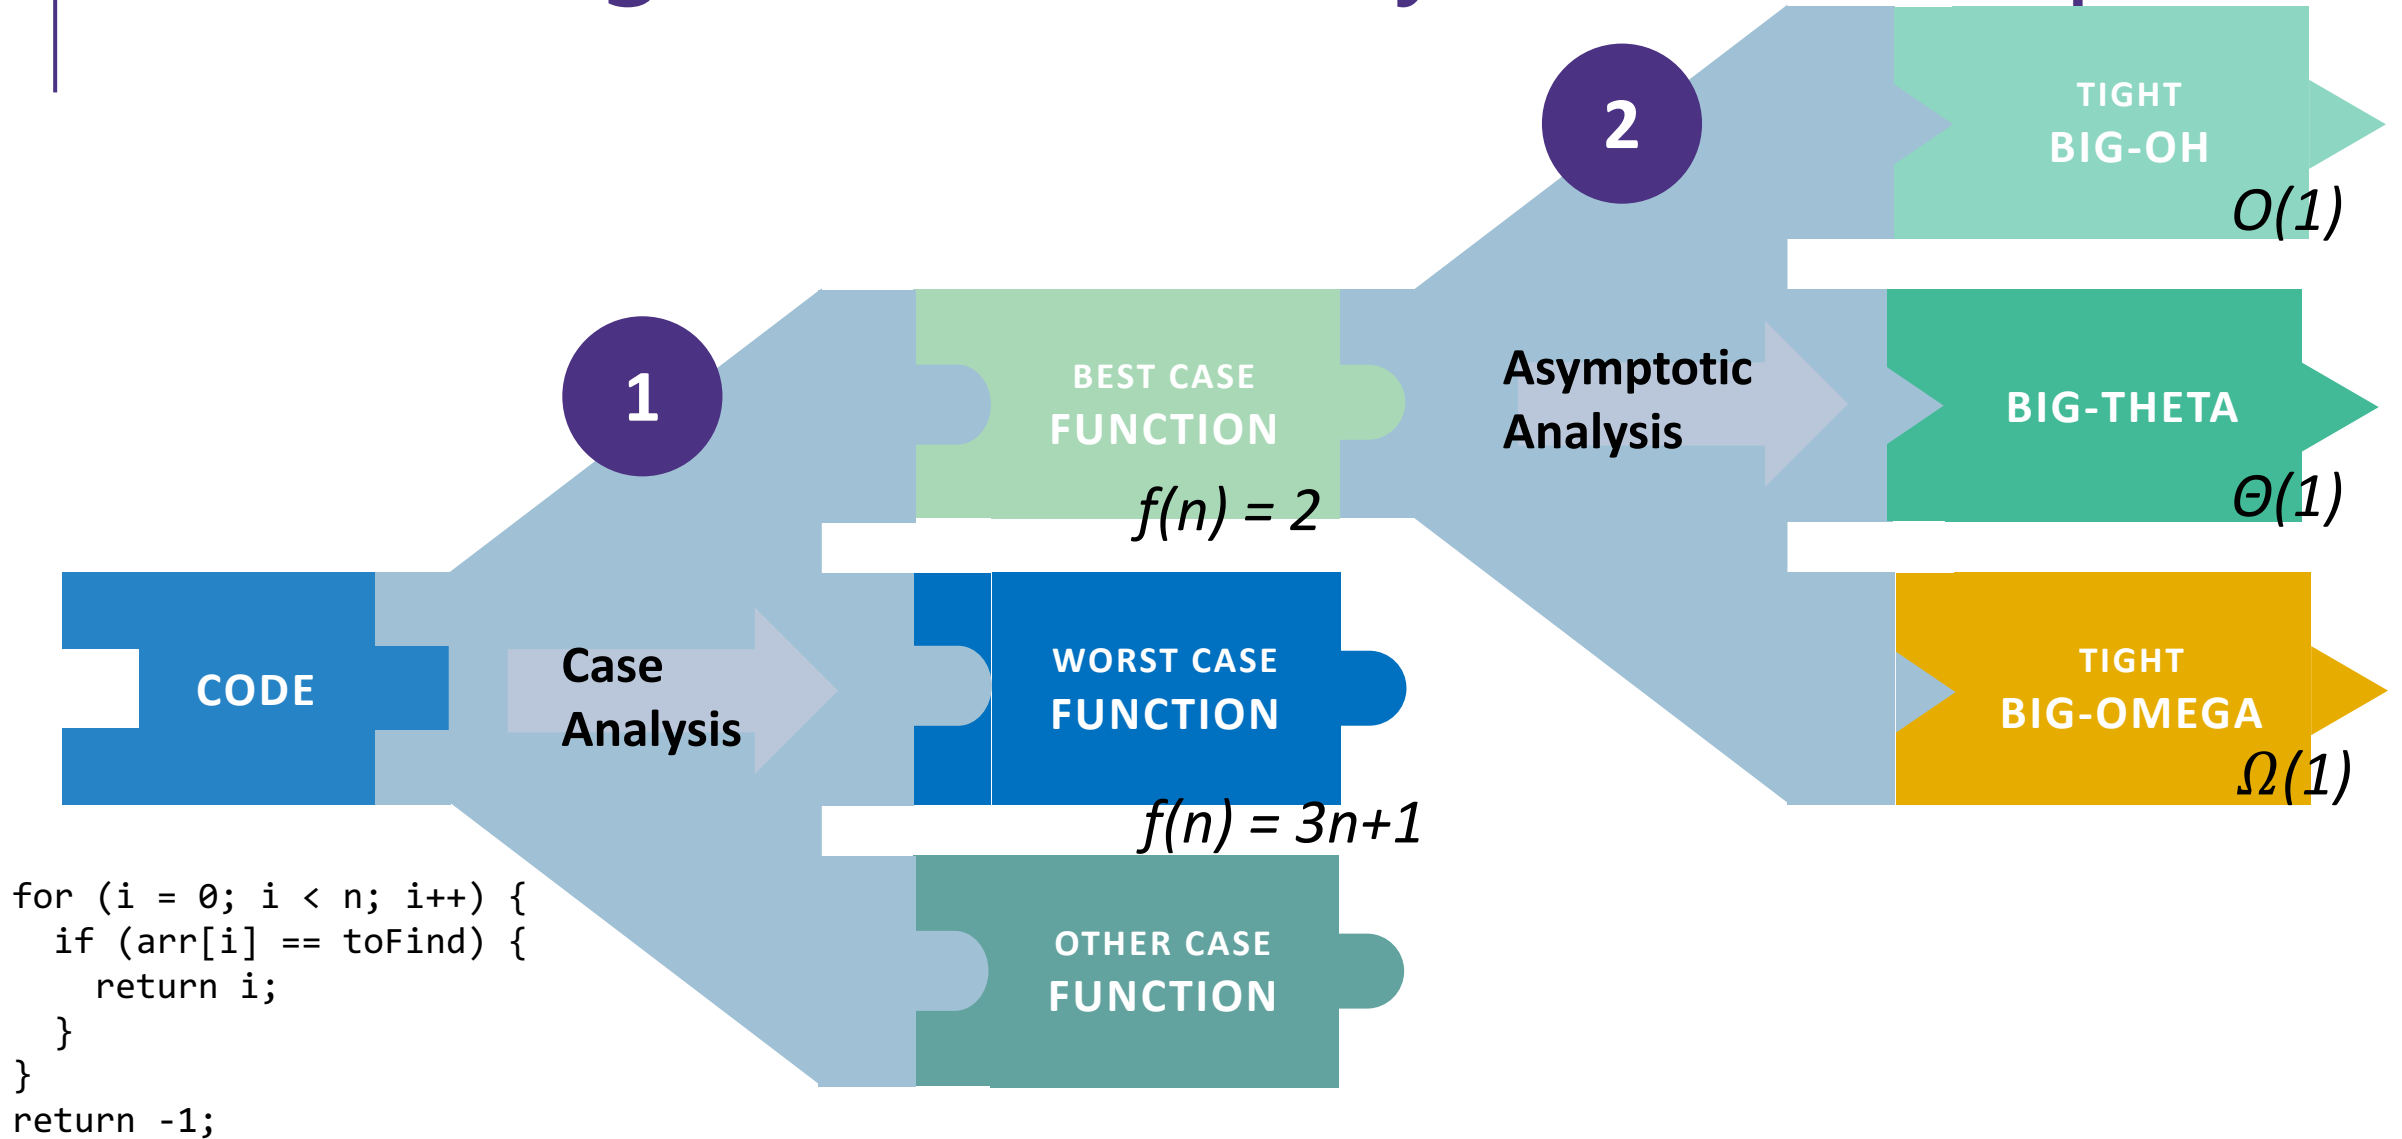 1
2
CODE
Case
Analysis
BEST CASE
FUNCTION
f(n) = 2
WORST CASE
FUNCTION
f(n) = 3n+1
OTHER CASE
FUNCTION
Asymptotic
Analysis
TIGHT
BIG-OH
O(1)
BIG-THETA
Θ(1)
TIGHT
BIG-OMEGA
Ω(1)
for (i = 0; i < n; i++) {
  if (arr[i] == toFind) {
    return i;
  }
}
return -1;